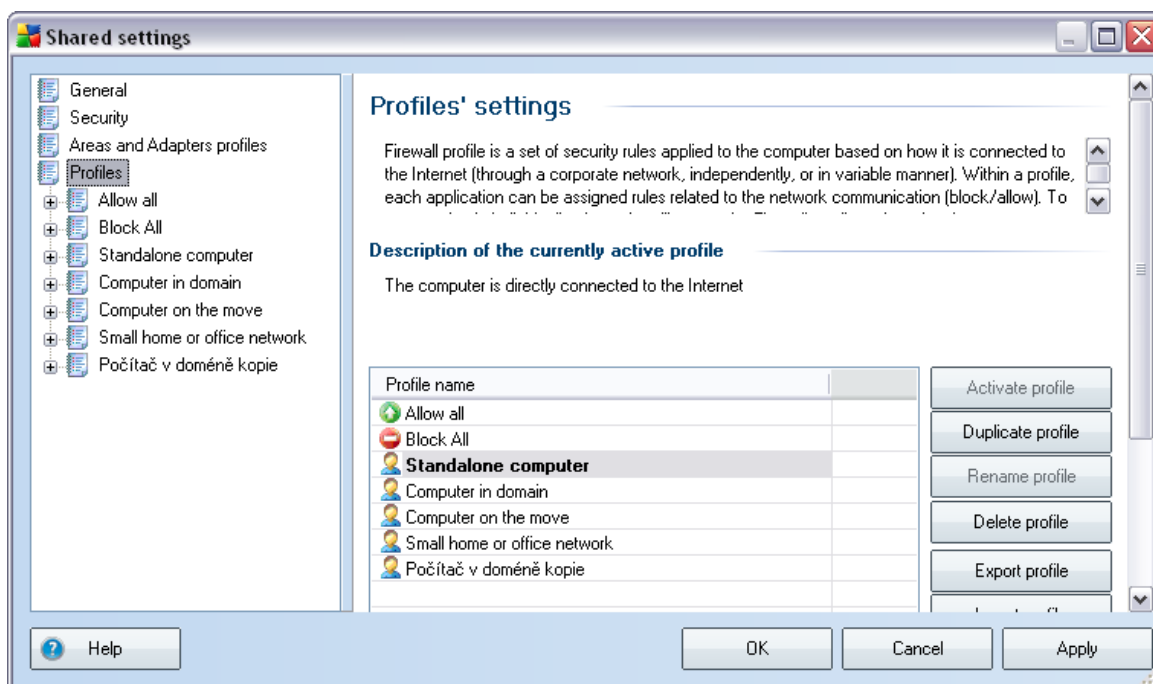 Shared settings
General
Security
Areas and Adapters profiles
Profiles
Allow all
Block All
Standalone computer
Computer in domain
Computer on the move
Small home or office network
Počítač v doméně kopie
Profiles' settings
Firewall profile is a set of security rules applied to the computer based on how it is connected to
the Internet (through a corporate network, independently, or in variable manner). Within a profile,
each application can be assigned rules related to the network communication (block/allow). To
Description of the currently active profile
The computer is directly connected to the Internet
Profile name
Allow all
Block All
Standalone computer
Computer in domain
Computer on the move
Small home or office network
Počítač v doméně kopie
Activate profile
Duplicate profile
Rename profile
Delete profile
Export profile
Help
OK
Cancel
Apply